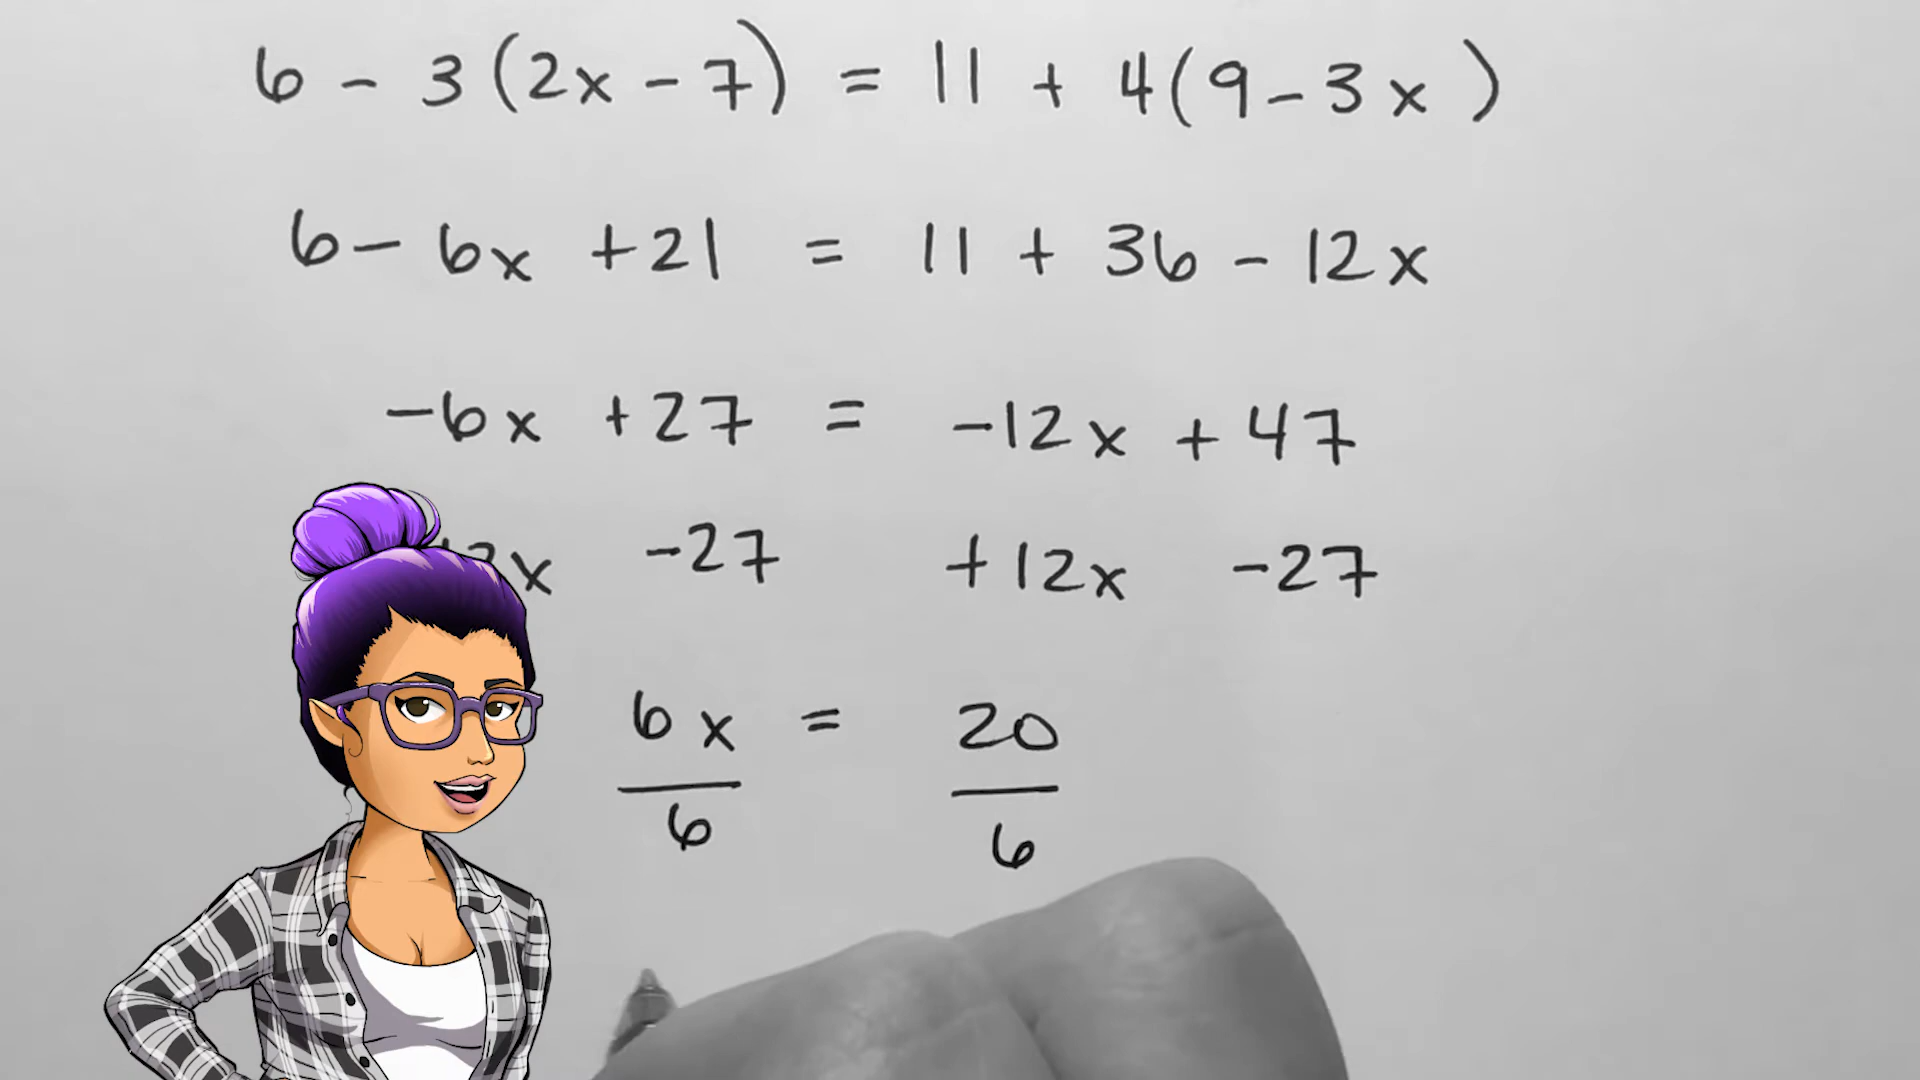 6 - 3(2x - 7) = 11 + 4(9 - 3x)
6 - 6x + 21 = 11 + 36 - 12x
-6x + 27 = -12x + 47
x -27 +12x -27
6x = 20
6 6